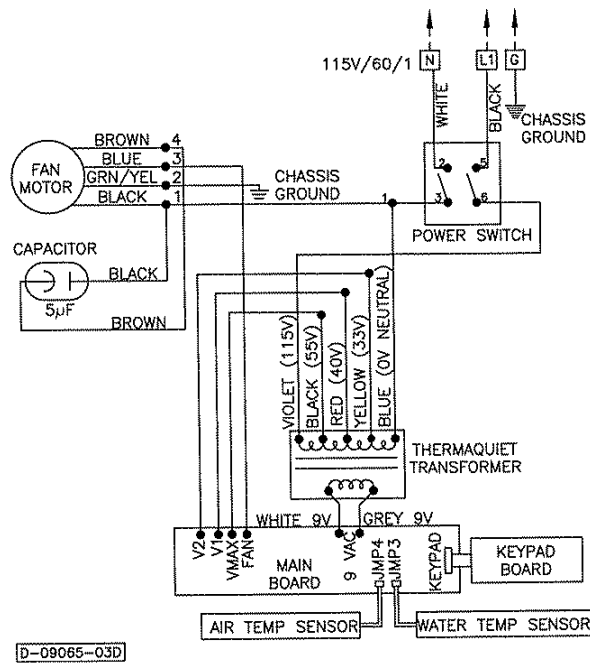 115V/60/1
N
L1
G
WHITE
BLACK
CHASSIS
GROUND
FAN
MOTOR
BROWN 4
BLUE 3
GRN/YEL 2
BLACK 1
CHASSIS
GROUND
2
5
1
3
6
POWER SWITCH
CAPACITOR
BLACK
5µF
BROWN
VIOLET (115V)
BLACK (55V)
RED (40V)
YELLOW (33V)
BLUE (0V NEUTRAL)
THERMAQUIET
TRANSFORMER
WHITE 9V
GREY 9V
V2
V1
VMAX
FAN
MAIN
BOARD
9 VAC
JMP4
JMP3
KEYPAD
KEYPAD
BOARD
AIR TEMP SENSOR
WATER TEMP SENSOR
D-09065-03D